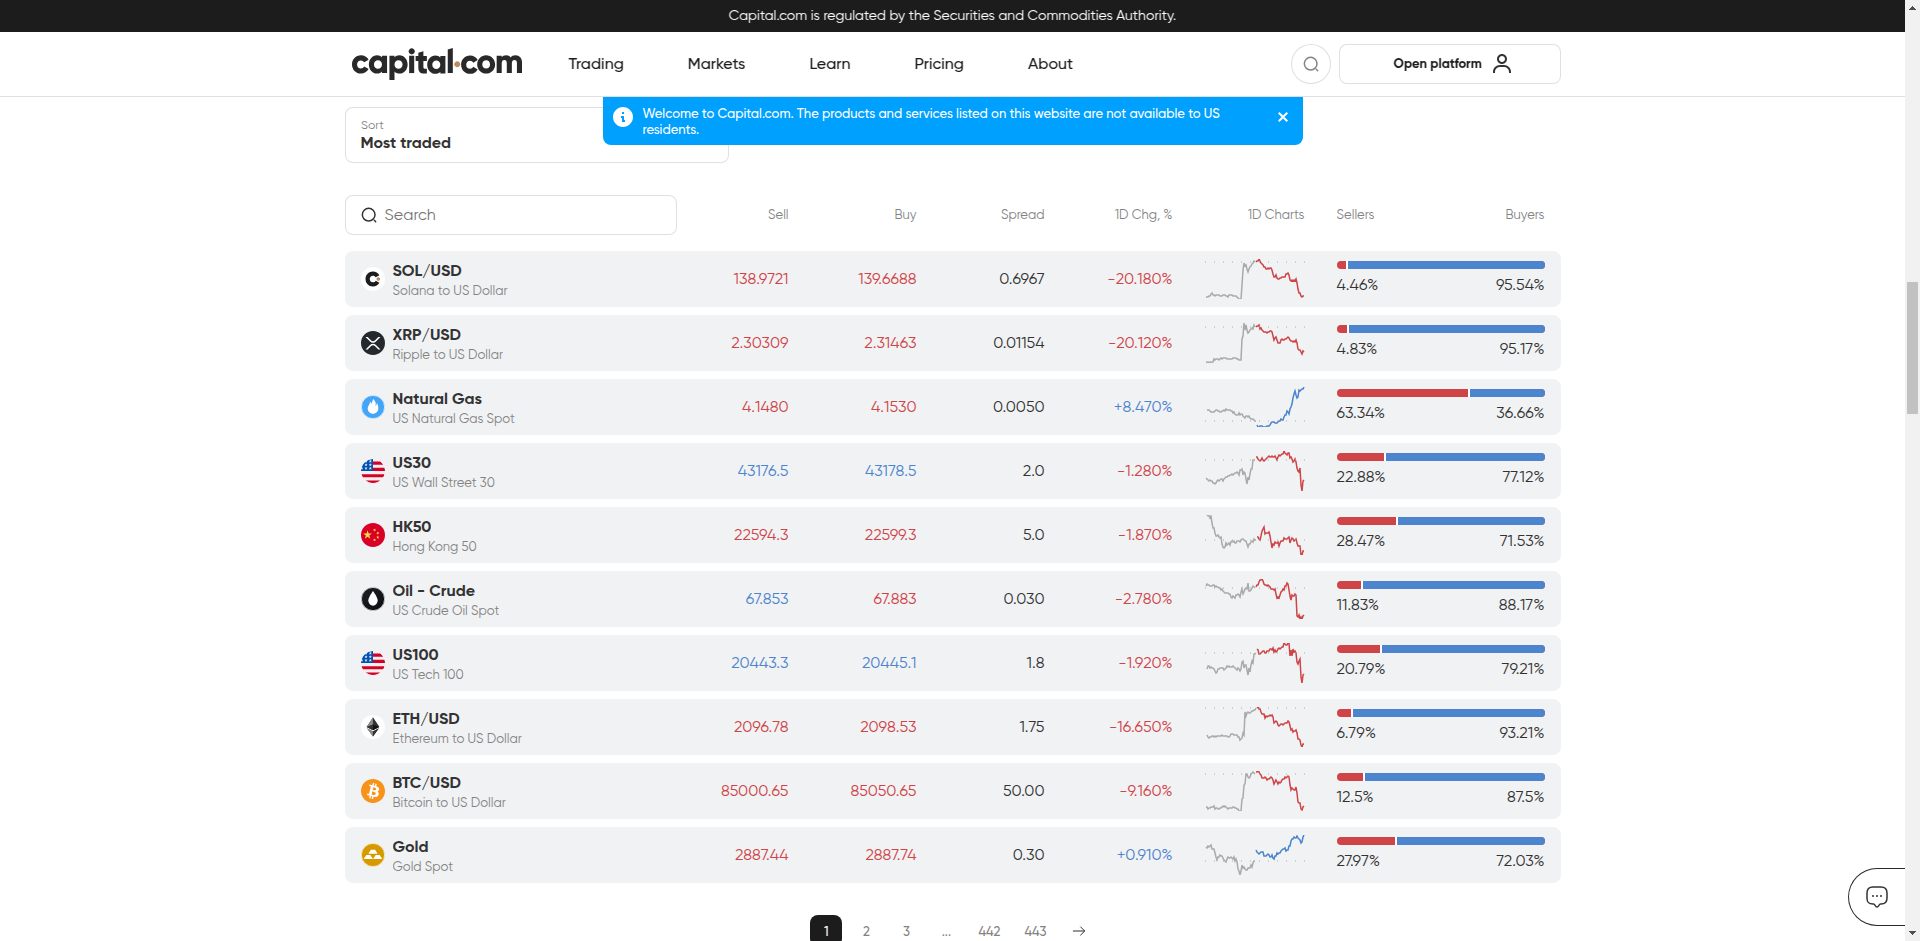 Capital.com is regulated by the Securities and Commodities Authority.
capital.com Trading Markets Learn Pricing About Open platform
Welcome to Capital.com. The products and services listed on this website are not available to US
residents.
Sort
Most traded
Search Sell Buy Spread 1D Chg, % 1D Charts Sellers Buyers
SOL/USD 138.9721 139.6688 0.6967 -20.180%
Solana to US Dollar 4.46% 95.54%
XRP/USD 2.30309 2.31463 0.01154 -20.120%
Ripple to US Dollar 4.83% 95.17%
Natural Gas 4.1480 4.1530 0.0050 +8.470%
US Natural Gas Spot 63.34% 36.66%
US30 43176.5 43178.5 2.0 -1.280%
US Wall Street 30 22.88% 77.12%
HK50 22594.3 22599.3 5.0 -1.870%
Hong Kong 50 28.47% 71.53%
Oil - Crude 67.853 67.883 0.030 -2.780%
US Crude Oil Spot 11.83% 88.17%
US100 20443.3 20445.1 1.8 -1.920%
US Tech 100 20.79% 79.21%
ETH/USD 2096.78 2098.53 1.75 -16.650%
Ethereum to US Dollar 6.79% 93.21%
BTC/USD 85000.65 85050.65 50.00 -9.160%
Bitcoin to US Dollar 12.5% 87.5%
Gold 2887.44 2887.74 0.30 +0.910%
Gold Spot 27.97% 72.03%
1 2 3 ... 442 443